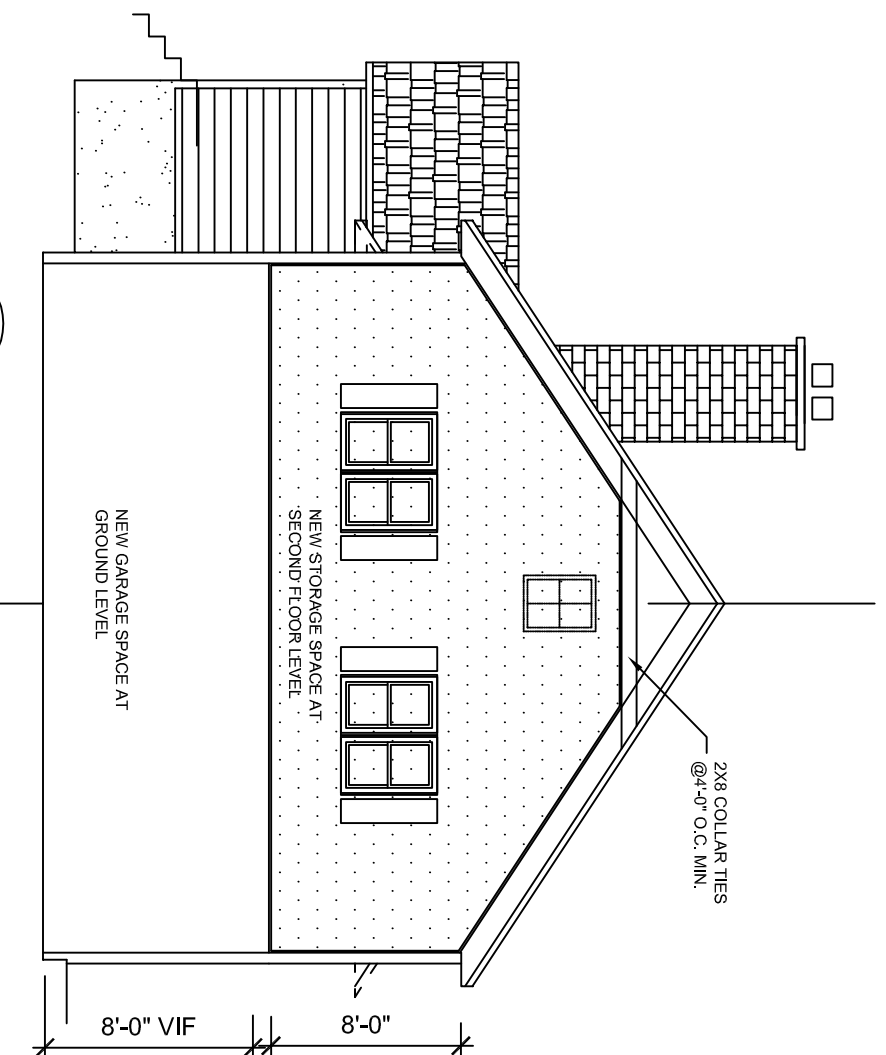 2X8 COLLAR TIES
@4'-0" O.C. MIN.
NEW STORAGE SPACE AT
SECOND FLOOR LEVEL
NEW GARAGE SPACE AT
GROUND LEVEL
8'-0"
8'-0" VIF